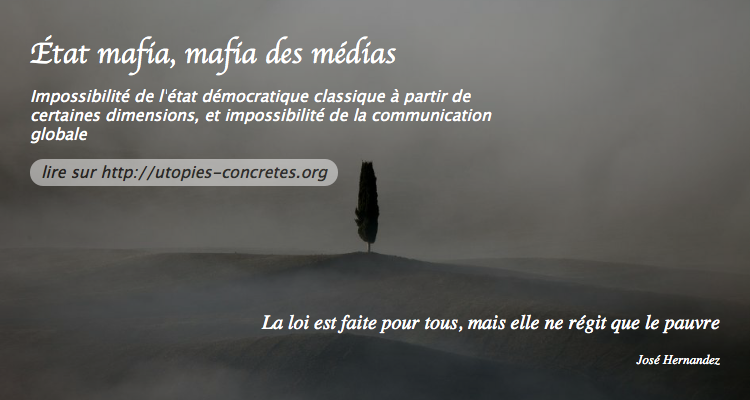 État mafia, mafia des médias
Impossibilité de l'état démocratique classique à partir de
certaines dimensions, et impossibilité de la communication
globale
lire sur http://utopies-concretes.org
La loi est faite pour tous, mais elle ne régit que le pauvre
José Hernandez